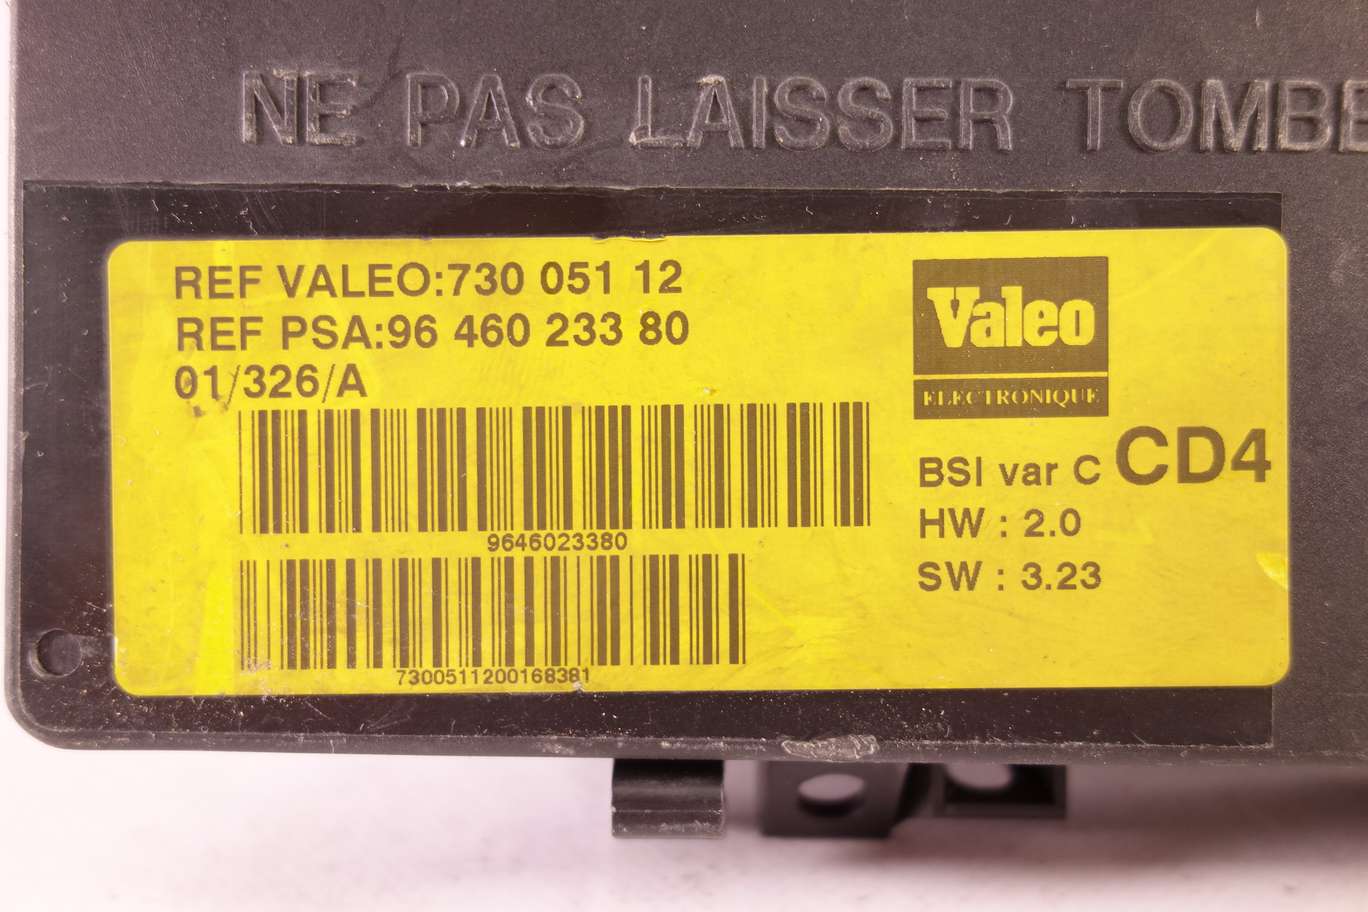 NE PAS LAISSER TOMBE
REF VALEO:730 051 12
REF PSA:96 460 233 80
01/326/A
9646023380
7300511200168381
Valeo
ELECTRONIQUE
BSI var C CD4
HW : 2.0
SW : 3.23